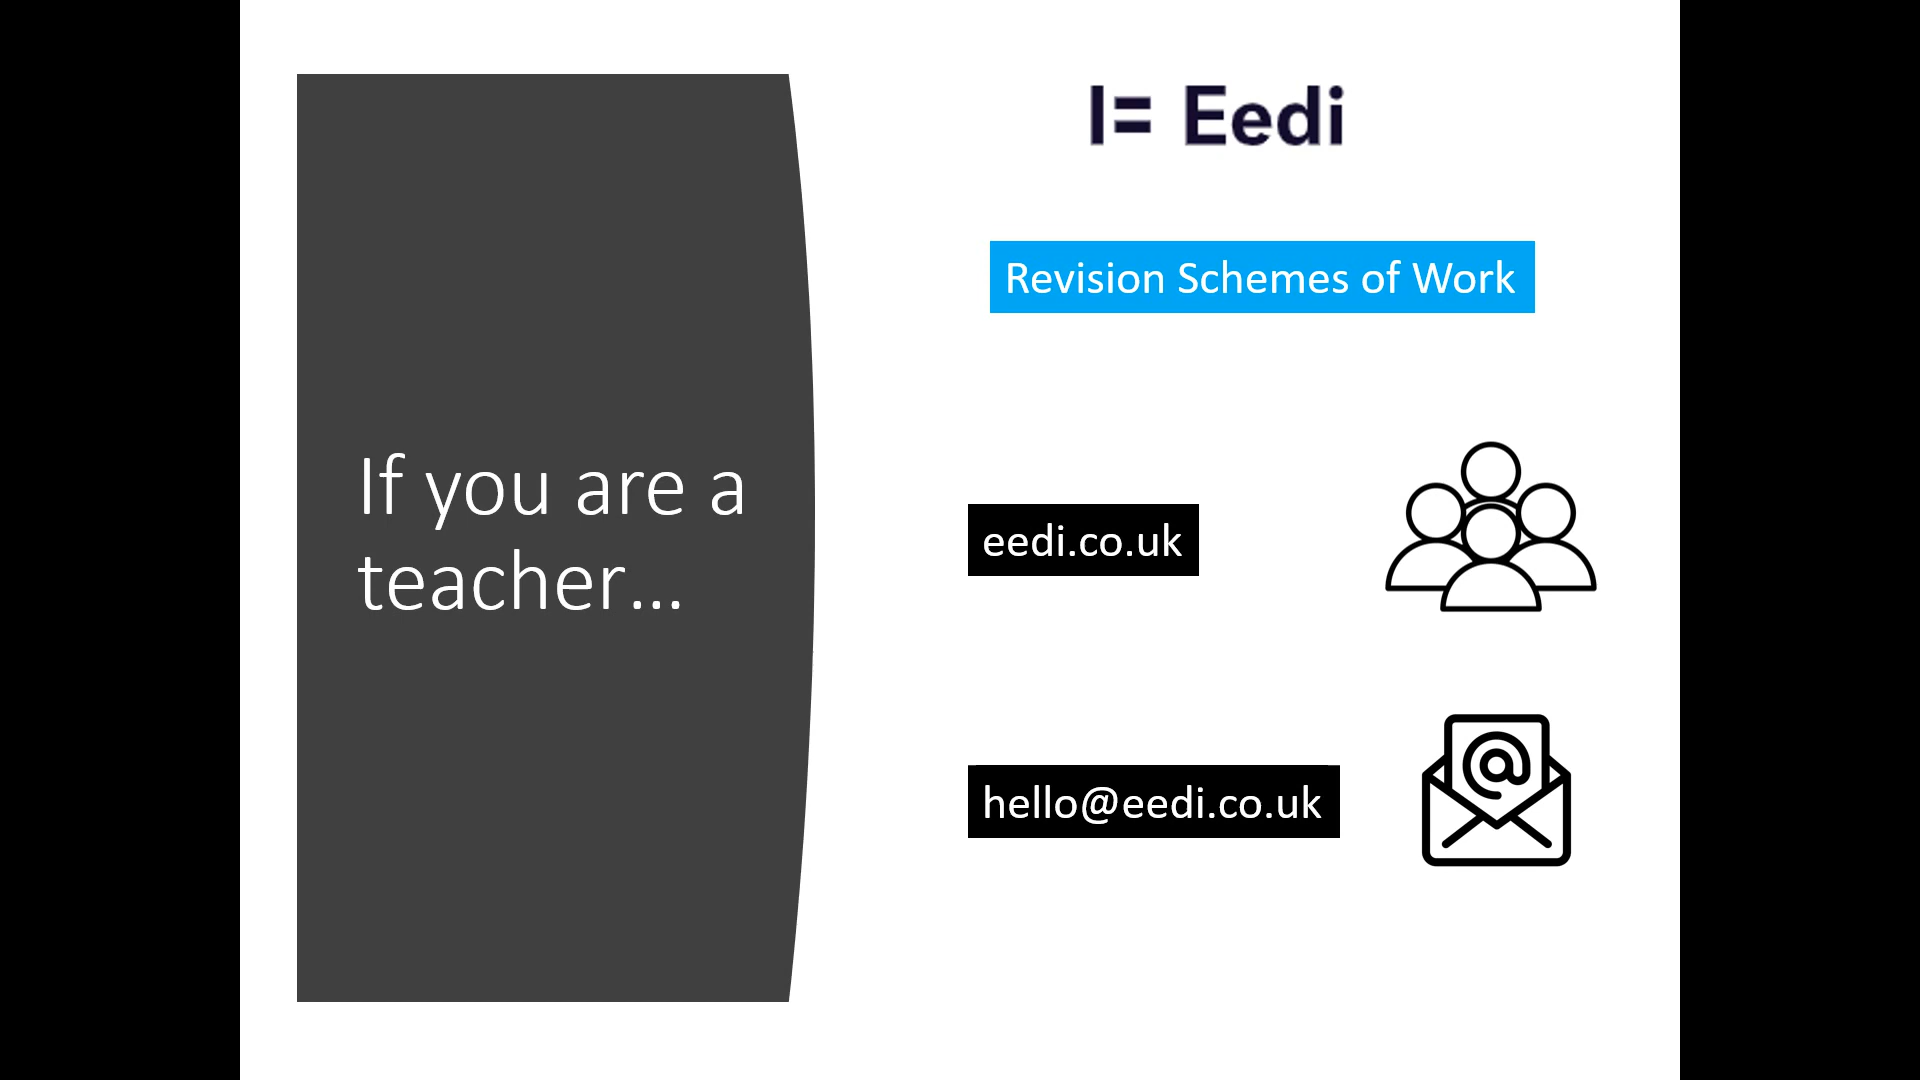 If you are a
teacher...
I= Eedi
Revision Schemes of Work
eedi.co.uk
hello@eedi.co.uk